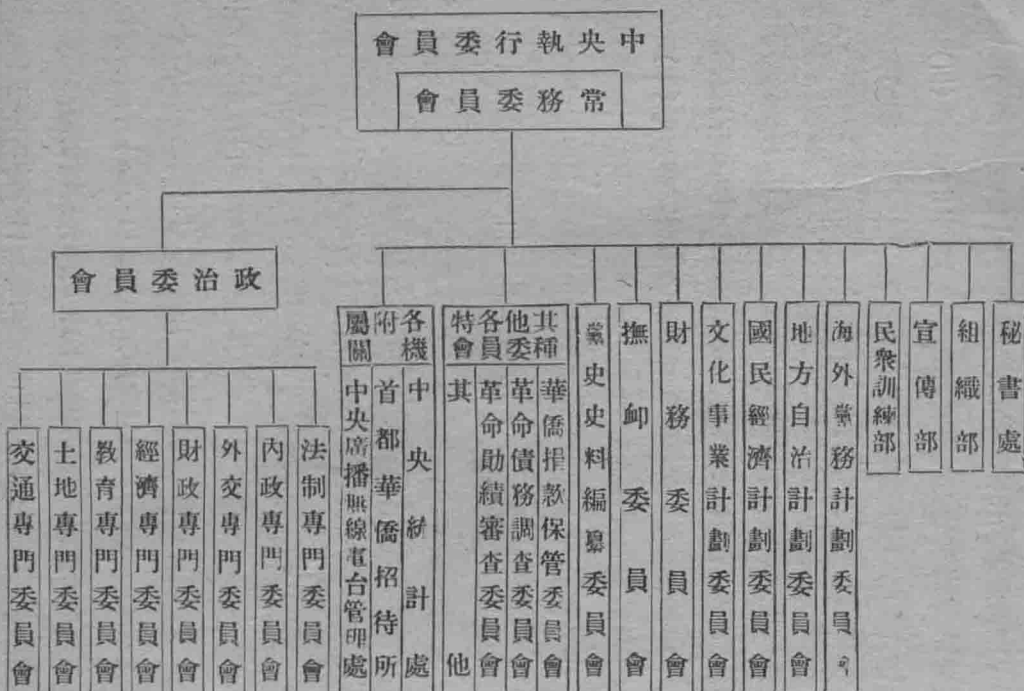 中央執行委員會
常務委員會
政治委員會
秘書處
組織部
宣傳部
民衆訓練部
海外黨務計劃委員
地方自治計劃委員會
國民經濟計劃委員會
文化事業計劃委員會
財務委員會
撫卹委員會
黨史史料編纂委員會
其他各特
種委員會
華僑捐款保管委員會
革命債務調查委員會
革命勛績審查委員會
其他
各附屬
機關
中央統計處
首都華僑招待所
中央廣播無線電台管理處
法制專門委員會
內政專門委員會
外交專門委員會
財政專門委員會
經濟專門委員會
教育專門委員會
土地專門委員會
交通專門委員會